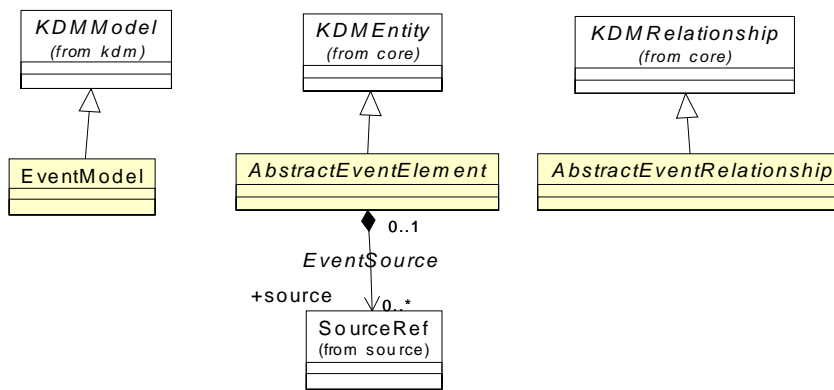 KDMModel
(from kdm)
KDMEntity
(from core)
KDMRelationship
(from core)
EventModel
AbstractEventElement
AbstractEventRelationship
0..1
EventSource
+source
0..*
SourceRef
(from source)